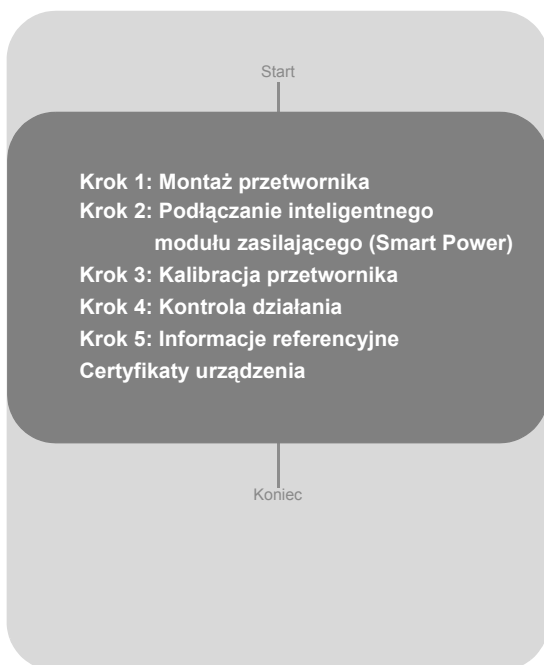 Start
Krok 1: Montaż przetwornika
Krok 2: Podłączanie inteligentnego
modułu zasilającego (Smart Power)
Krok 3: Kalibracja przetwornika
Krok 4: Kontrola działania
Krok 5: Informacje referencyjne
Certyfikaty urządzenia
Koniec